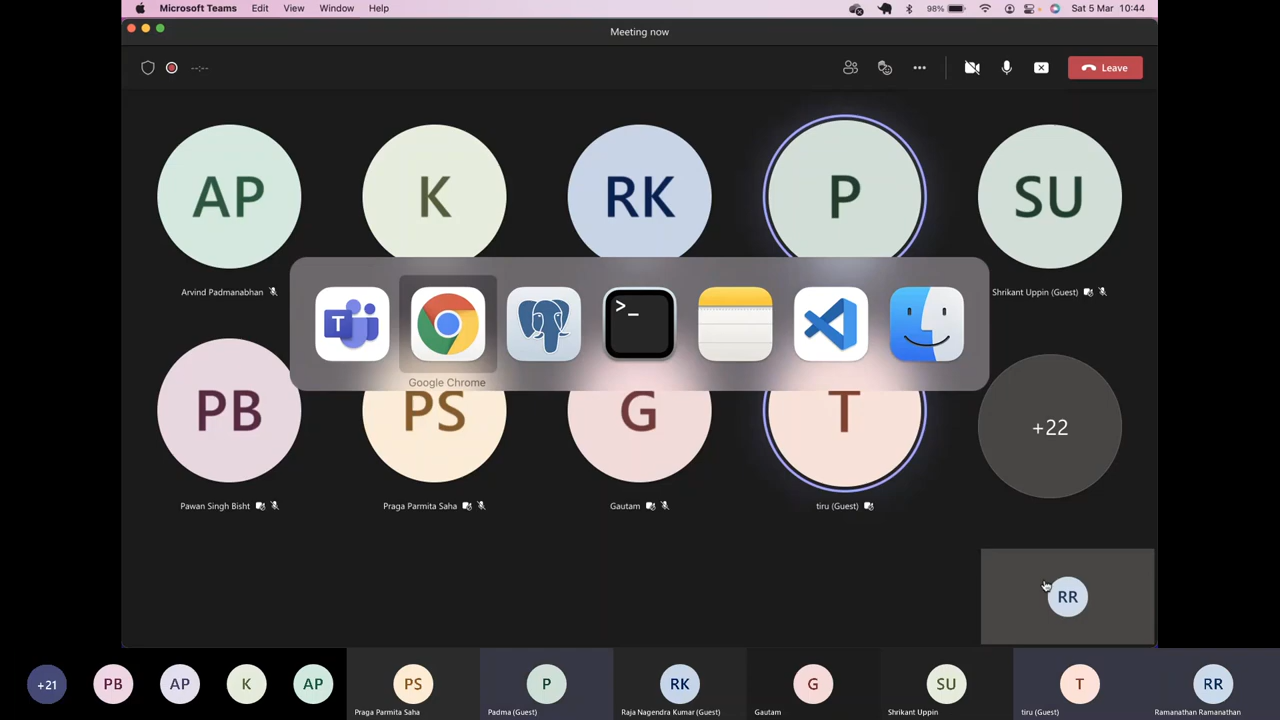 Microsoft Teams Edit View Window Help 98% Sat 5 Mar 10:44
Meeting now
--:-- Leave
AP K RK P SU
Arvind Padmanabhan Shrikant Uppin (Guest)
T >_
Google Chrome
PB PS G T +22
Pawan Singh Bisht Praga Parmita Saha Gautam tiru (Guest)
RR
+21 PB AP K AP PS P RK G SU T RR
Praga Parmita Saha Padma (Guest) Raja Nagendra Kumar (Guest) Gautam Shrikant Uppin tiru (Guest) Ramanathan Ramanathan